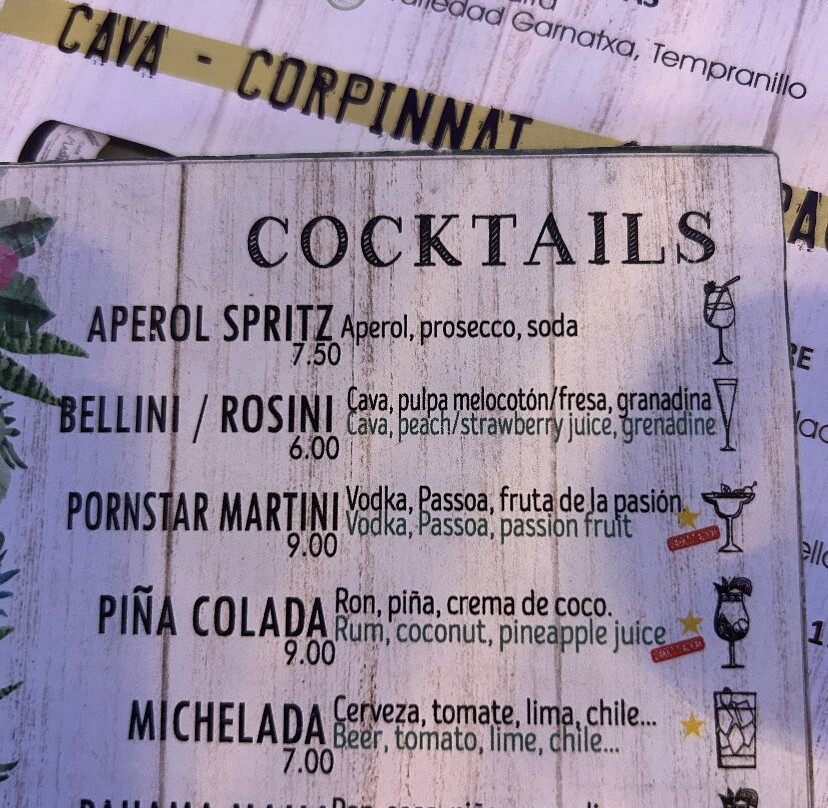 Garnatxa, Tempranillo
CAVA - CORPINNAT
COCKTAILS
APEROL SPRITZ Aperol, prosecco, soda
7.50
BELLINI / ROSINI Cava, pulpa melocotón/fresa, granadina
Cava, peach/strawberry juice, grenadine
6.00
PORNSTAR MARTINI Vodka, Passoa, fruta de la pasión.
Vodka, Passoa, passion fruit
9.00
PIÑA COLADA Ron, piña, crema de coco.
Rum, coconut, pineapple juice
9.00
MICHELADA Cerveza, tomate, lima, chile...
Beer, tomato, lime, chile...
7.00